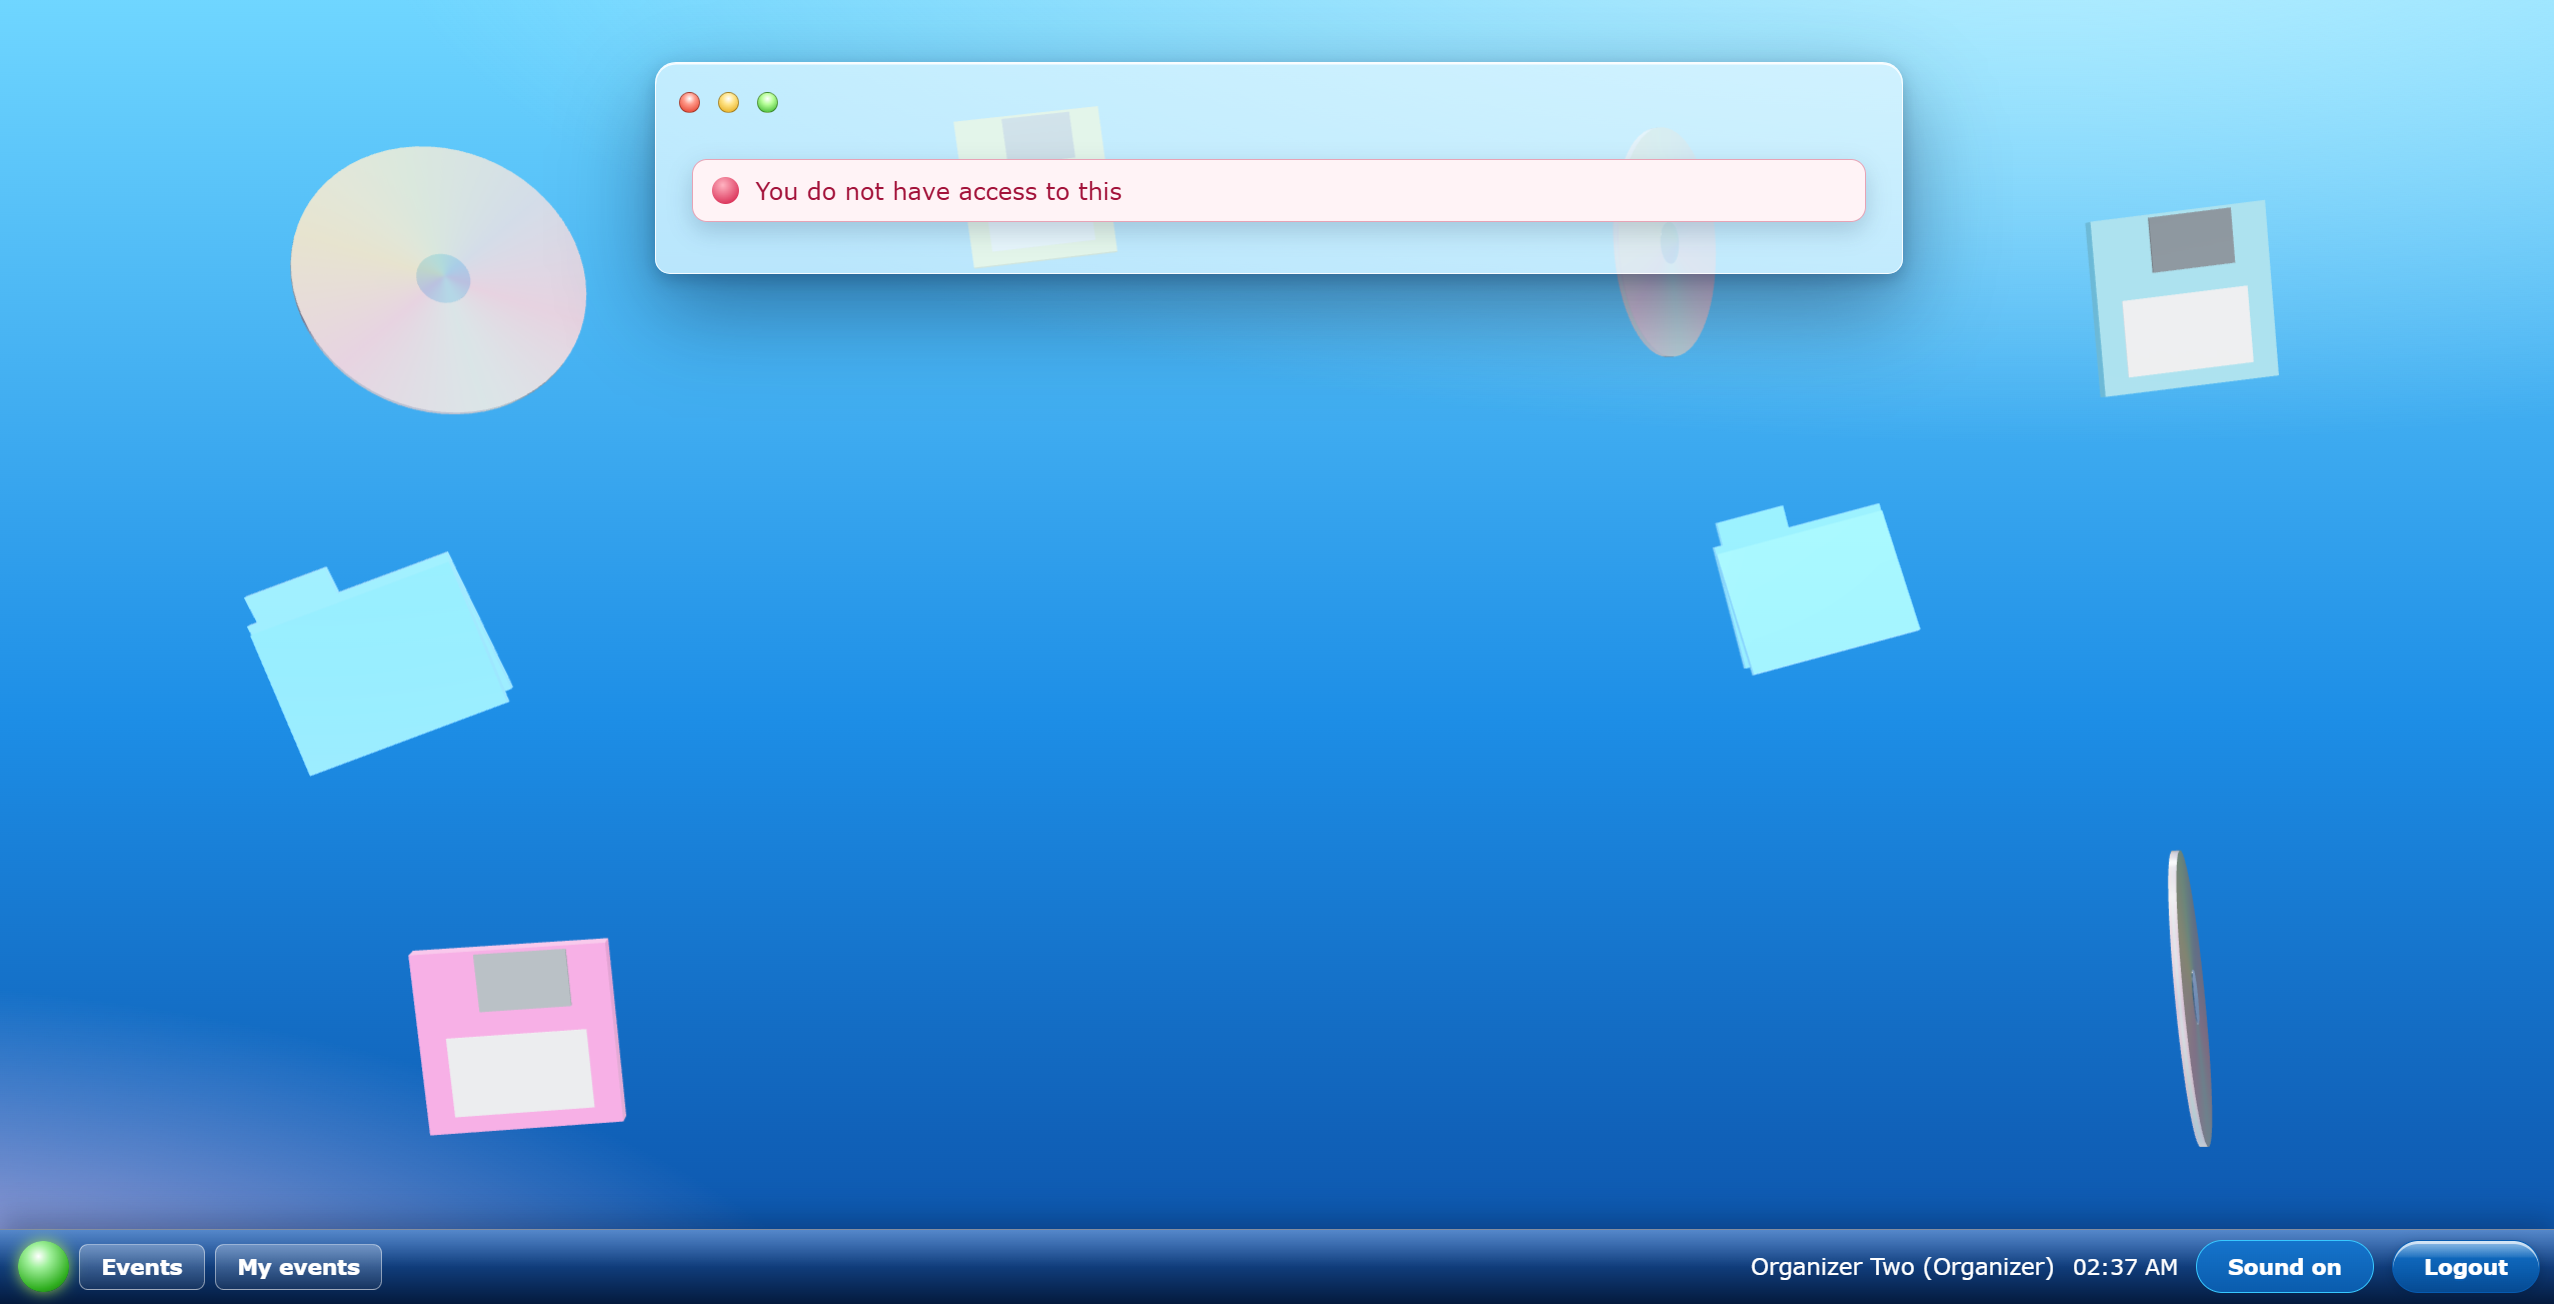 You do not have access to this
Events
My events
Organizer Two (Organizer)
02:37 AM
Sound on
Logout